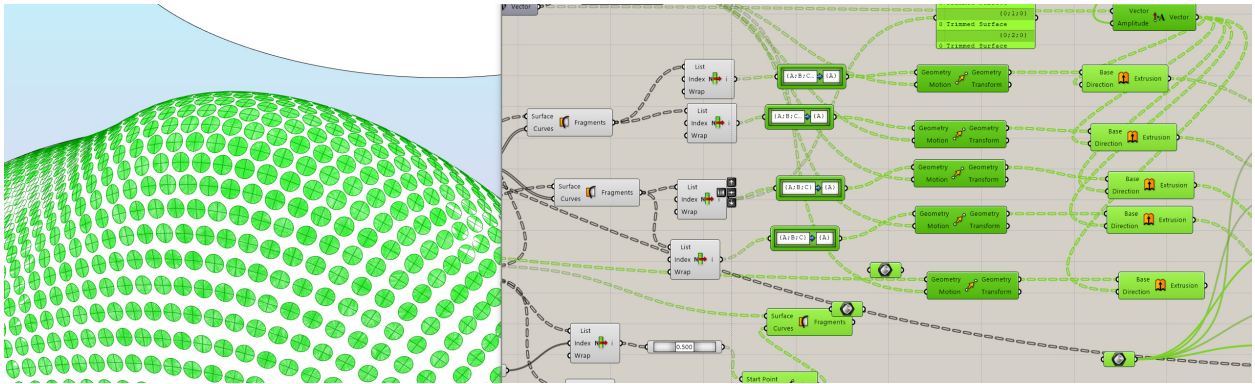 Vector
0 Trimmed Surface
{0;1;0}
0 Trimmed Surface
{0;2;0}
0 Trimmed Surface
Vector
Amplitude
Vector
List
Index
Wrap
i
{A;B;C..
{A}
Geometry
Motion
Geometry
Transform
Base
Direction
Extrusion
Surface
Curves
Fragments
List
Index
Wrap
i
{A;B;C..
{A}
Geometry
Motion
Geometry
Transform
Base
Direction
Extrusion
Surface
Curves
Fragments
List
Index
Wrap
i
{A;B;C}
{A}
Geometry
Motion
Geometry
Transform
Base
Direction
Extrusion
List
Index
Wrap
i
{A;B;C}
{A}
Geometry
Motion
Geometry
Transform
Base
Direction
Extrusion
Geometry
Motion
Geometry
Transform
Base
Direction
Extrusion
Surface
Curves
Fragments
List
Index
Wrap
i
0.500
Start Point